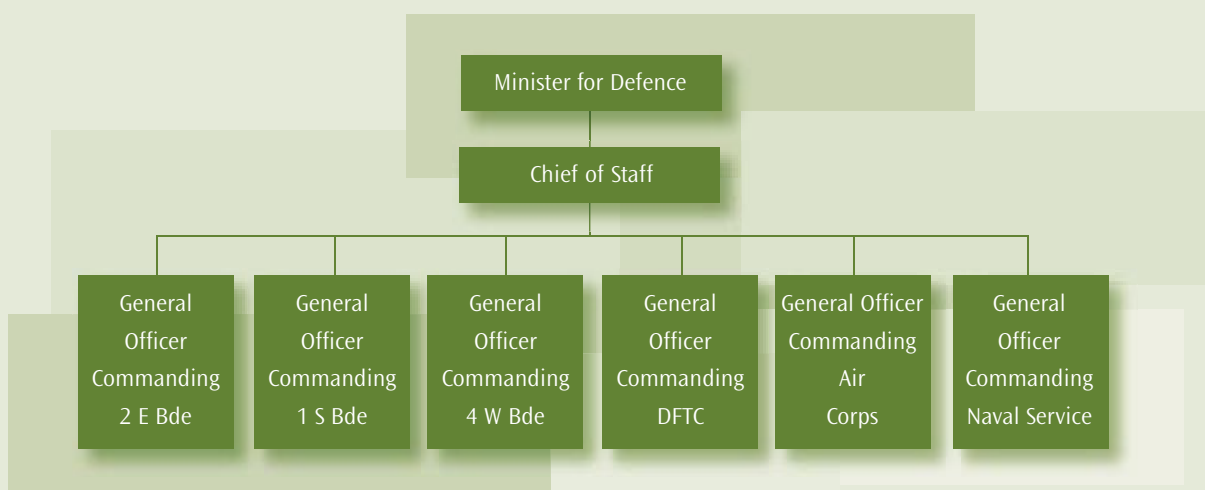 Minister for Defence
Chief of Staff
General
Officer
Commanding
2 E Bde
General
Officer
Commanding
1 S Bde
General
Officer
Commanding
4 W Bde
General
Officer
Commanding
DFTC
General Officer
Commanding
Air
Corps
General
Officer
Commanding
Naval Service